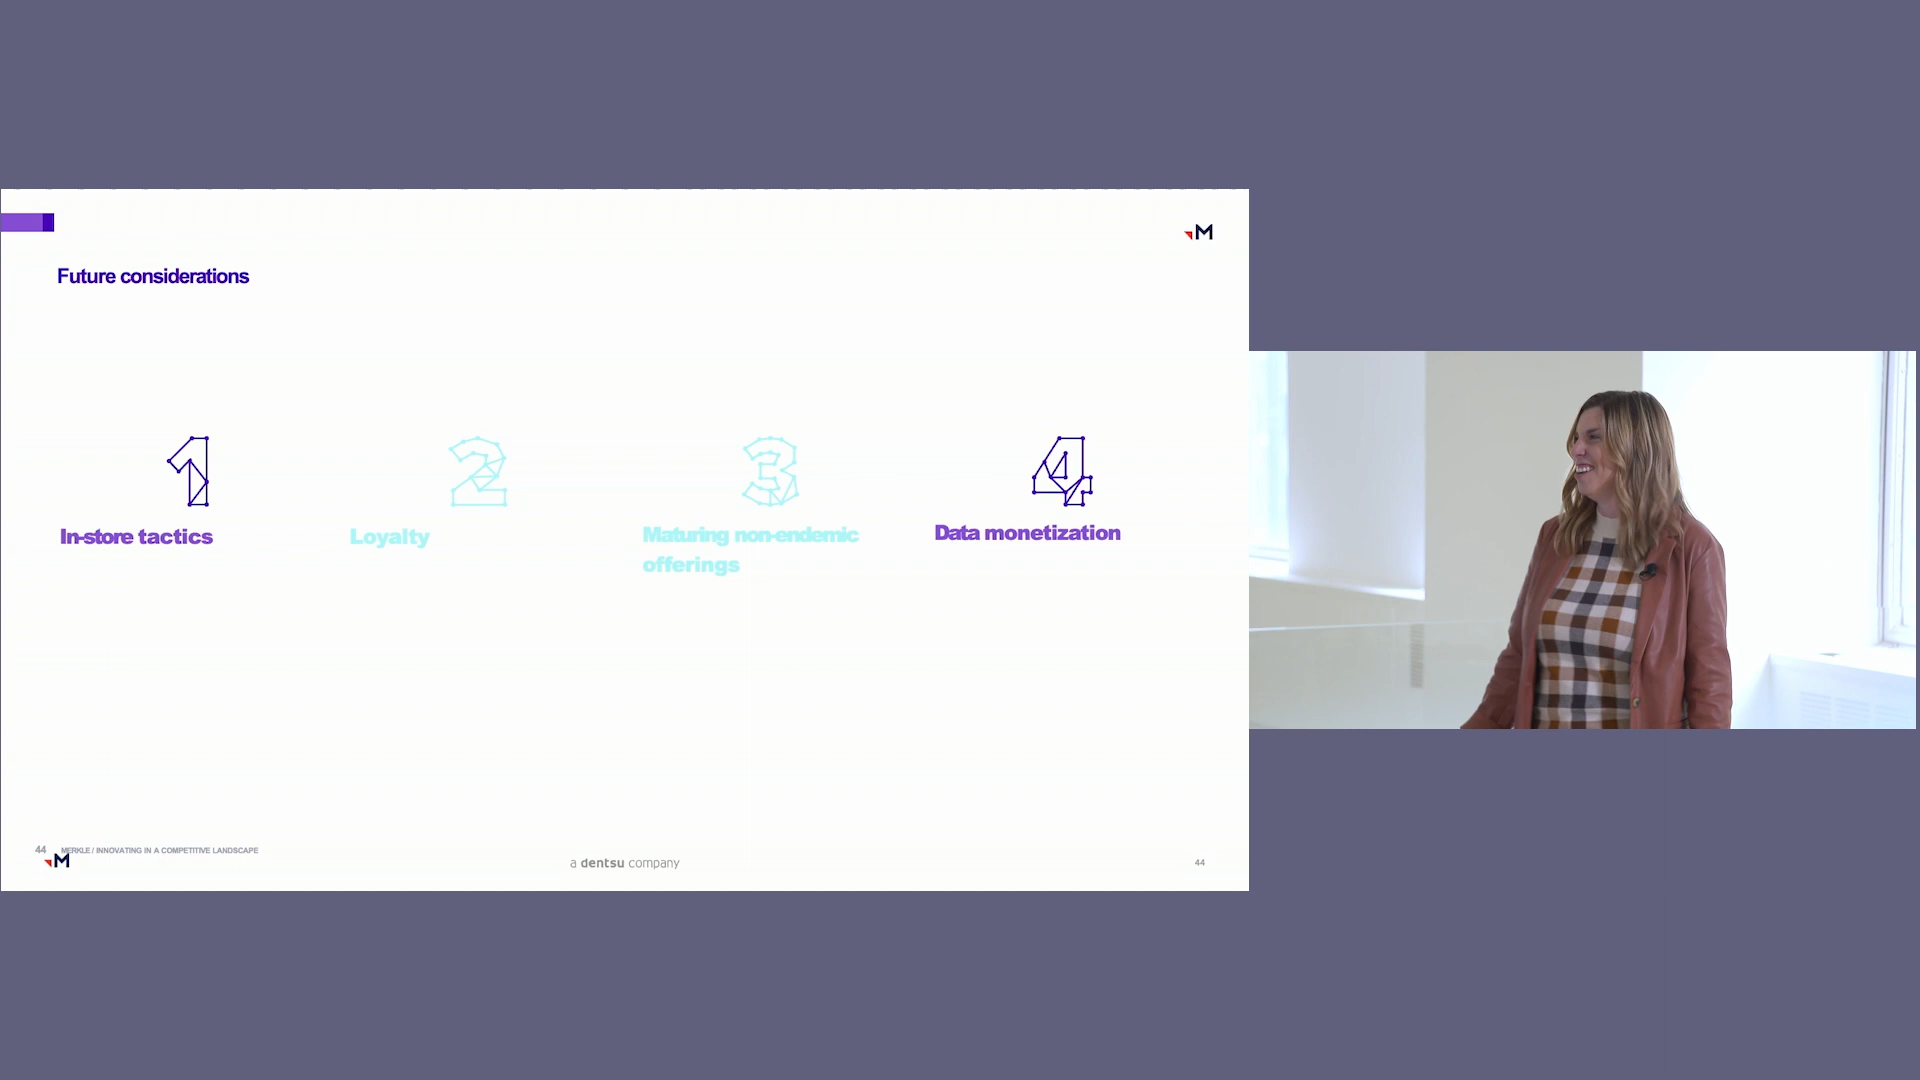 M
Future considerations
1
2
3
4
In-store tactics
Loyalty
Maturing non-endemic
offerings
Data monetization
44 MERKLE / INNOVATING IN A COMPETITIVE LANDSCAPE
M
a dentsu company
44